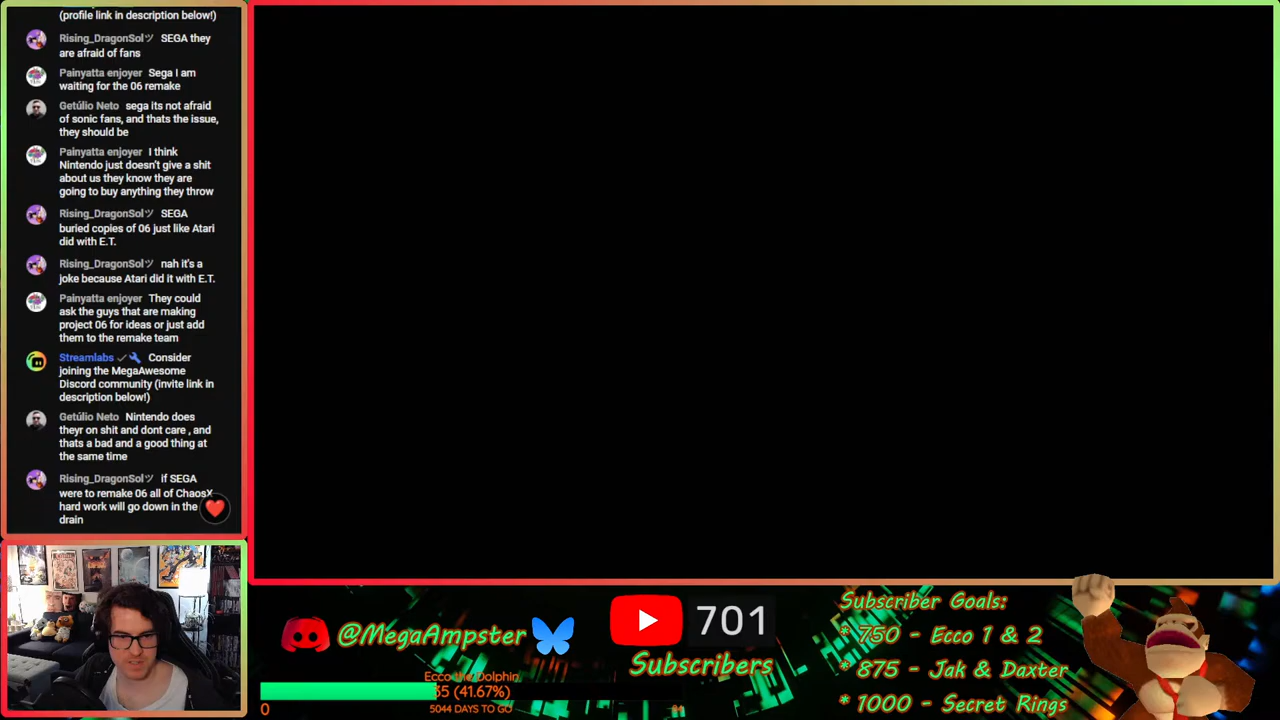 (profile link in description below!)
Rising_DragonSolツ SEGA they
are afraid of fans
Painyatta enjoyer Sega I am
waiting for the 06 remake
Getúlio Neto sega its not afraid
of sonic fans, and thats the issue,
they should be
Painyatta enjoyer I think
Nintendo just doesn't give a shit
about us they know they are
going to buy anything they throw
Rising_DragonSolツ SEGA
buried copies of 06 just like Atari
did with E.T.
Rising_DragonSolツ nah it's a
joke because Atari did it with E.T.
Painyatta enjoyer They could
ask the guys that are making
project 06 for ideas or just add
them to the remake team
Streamlabs Consider
joining the MegaAwesome
Discord community (invite link in
description below!)
Getúlio Neto Nintendo does
theyr on shit and dont care , and
thats a bad and a good thing at
the same time
Rising_DragonSolツ if SEGA
were to remake 06 all of ChaosX
hard work will go down in the
drain
@MegaAmpster
Ecco the Dolphin
35 (41.67%)
0
5044 DAYS TO GO
701
Subscribers
Subscriber Goals:
* 750 - Ecco 1 & 2
* 875 - Jak & Daxter
* 1000 - Secret Rings